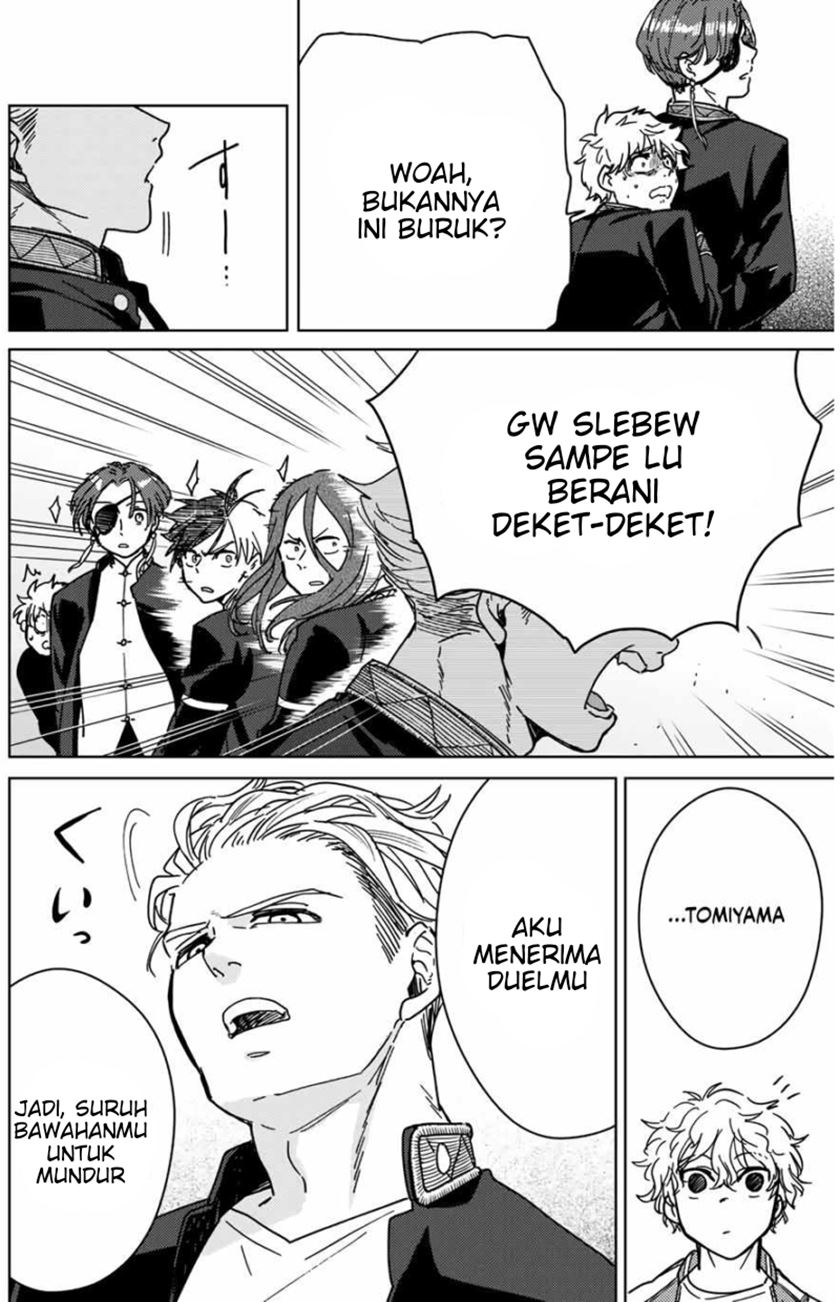 WOAH,
BUKANNYA
INI BURUK?
すー…
GW SLEBEW
SAMPE LU
BERANI
DEKET-DEKET!
...TOMIYAMA
AKU
MENERIMA
DUELMU
くいっ
JADI, SURUH
BAWAHANMU
UNTUK
MUNDUR